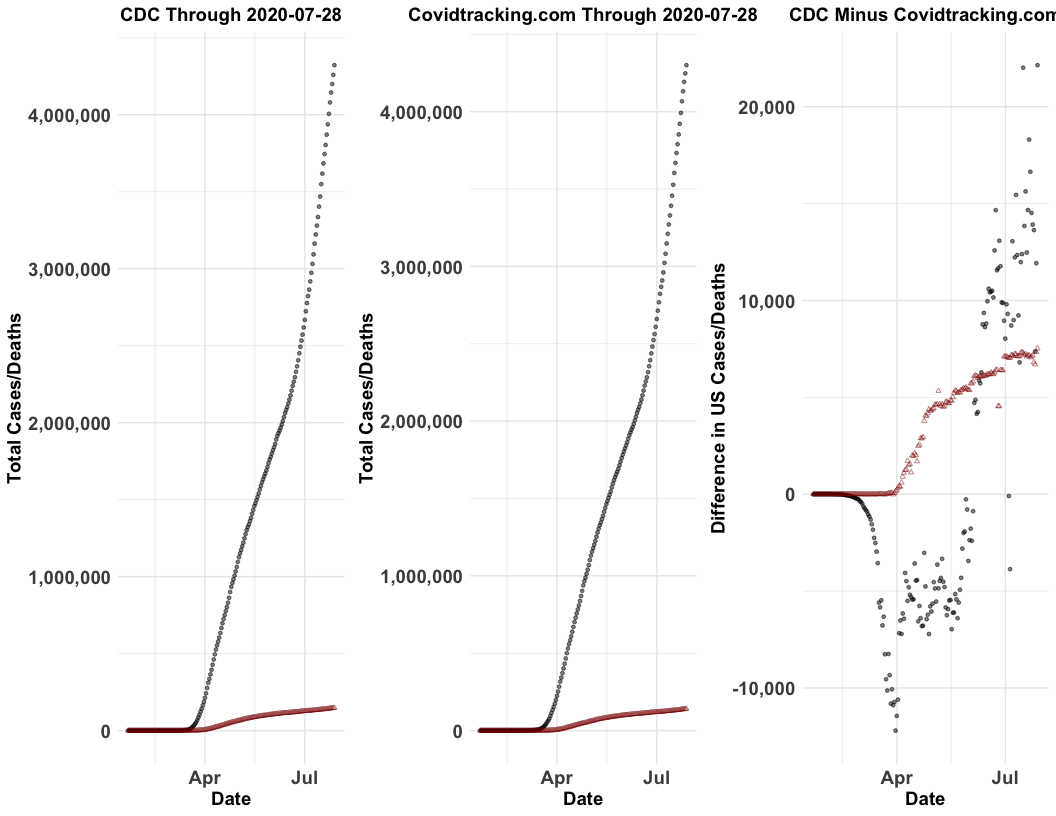 CDC Through 2020-07-28
Total Cases/Deaths
4,000,000
3,000,000
2,000,000
1,000,000
0
Apr Jul
Date
Covidtracking.com Through 2020-07-28
Total Cases/Deaths
4,000,000
3,000,000
2,000,000
1,000,000
0
Apr Jul
Date
CDC Minus Covidtracking.com
Difference in US Cases/Deaths
20,000
10,000
0
-10,000
Apr Jul
Date